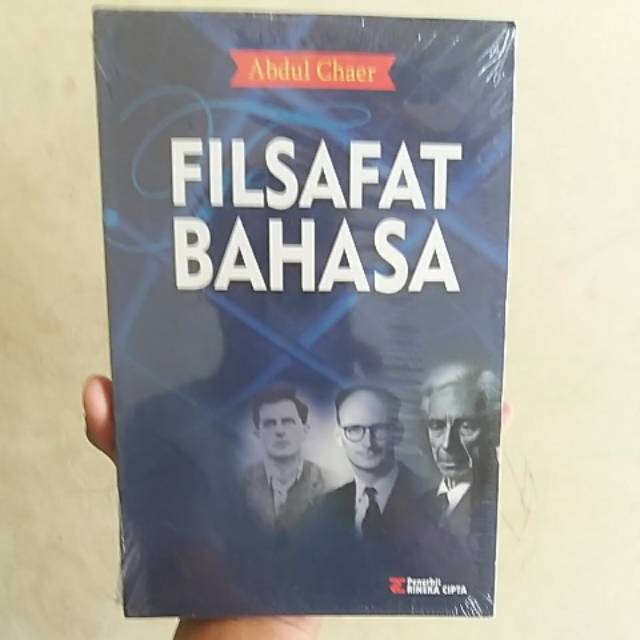 Abdul Chaer
FILSAFAT
BAHASA
Penerbit
RINEKA CIPTA